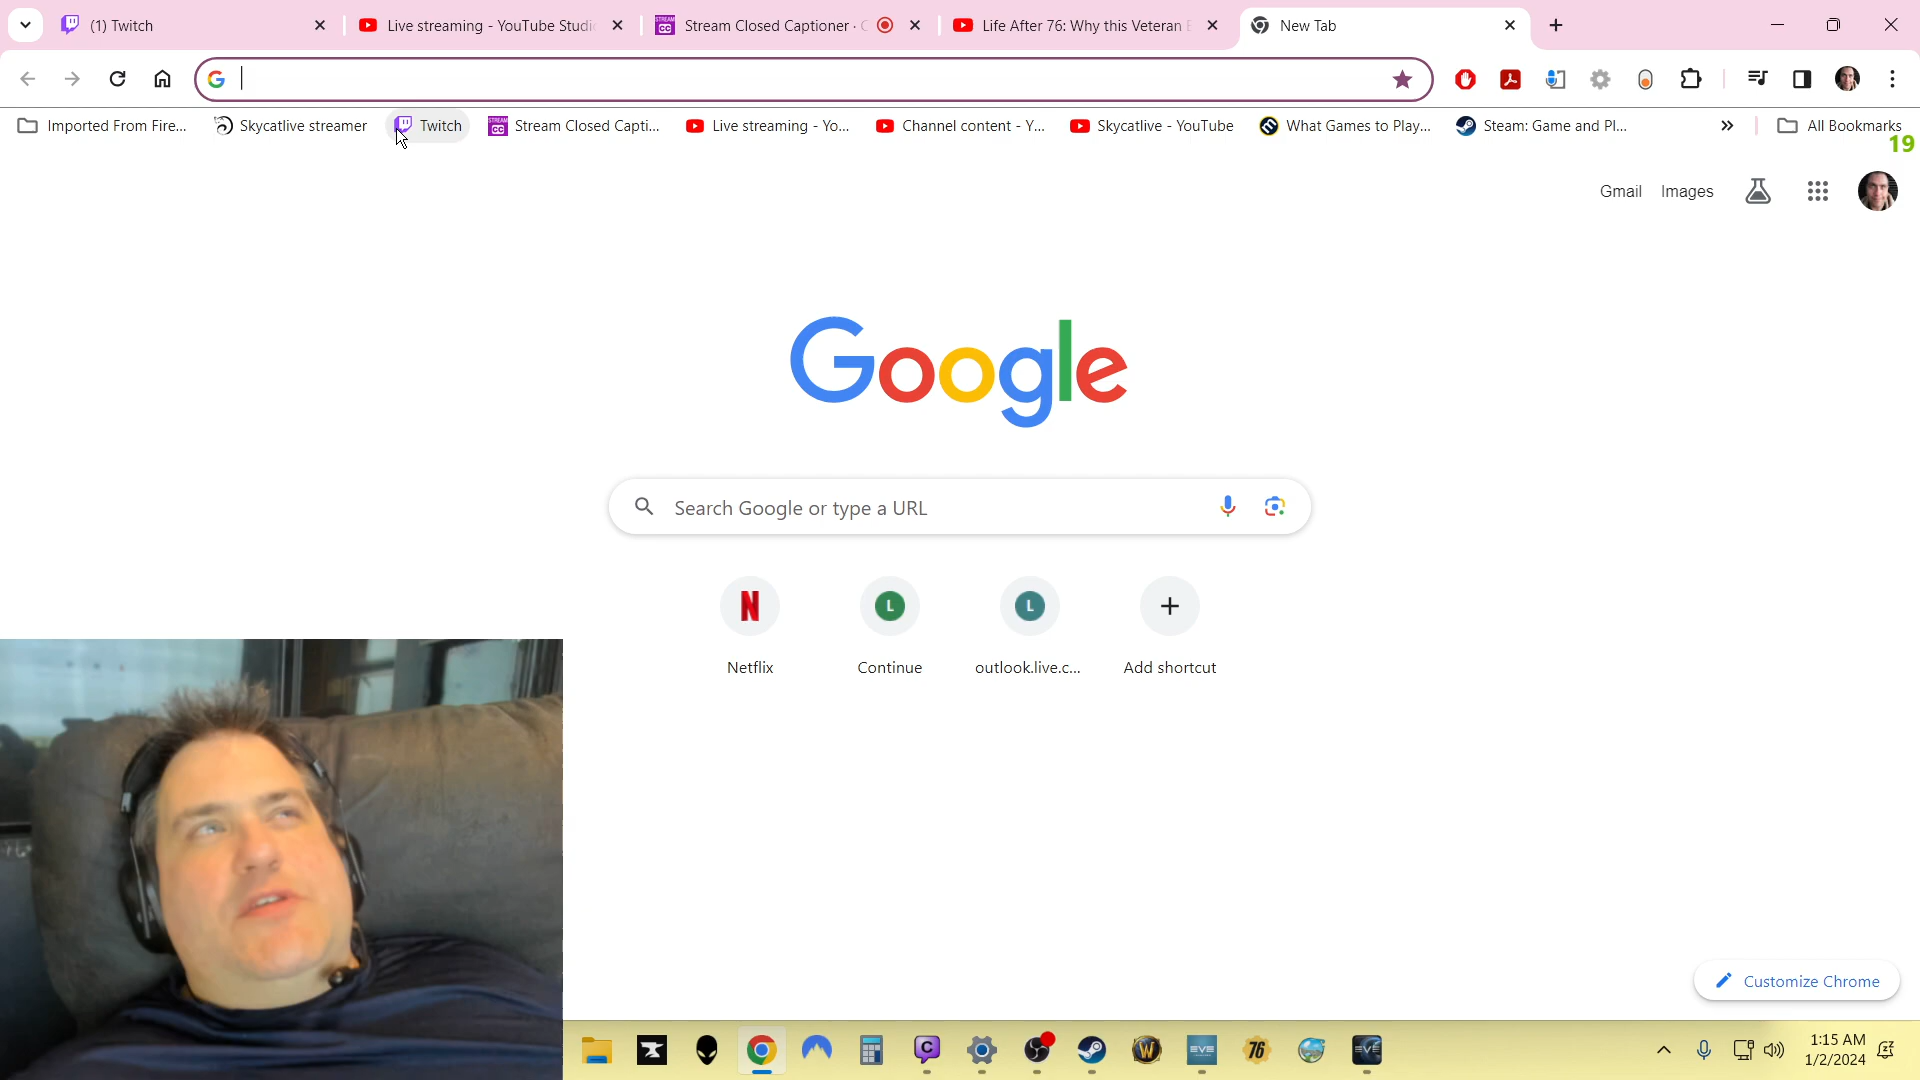 (1) Twitch
Live streaming - YouTube Studi
Stream Closed Captioner · C
Life After 76: Why this Veteran E
New Tab
Imported From Fire...
Skycatlive streamer
Twitch
Stream Closed Capti...
Live streaming - Yo...
Channel content - Y...
Skycatlive - YouTube
What Games to Play...
Steam: Game and Pl...
All Bookmarks
19
Gmail
Images
Google
Search Google or type a URL
Netflix
Continue
outlook.live.c...
Add shortcut
Customize Chrome
1:15 AM
1/2/2024